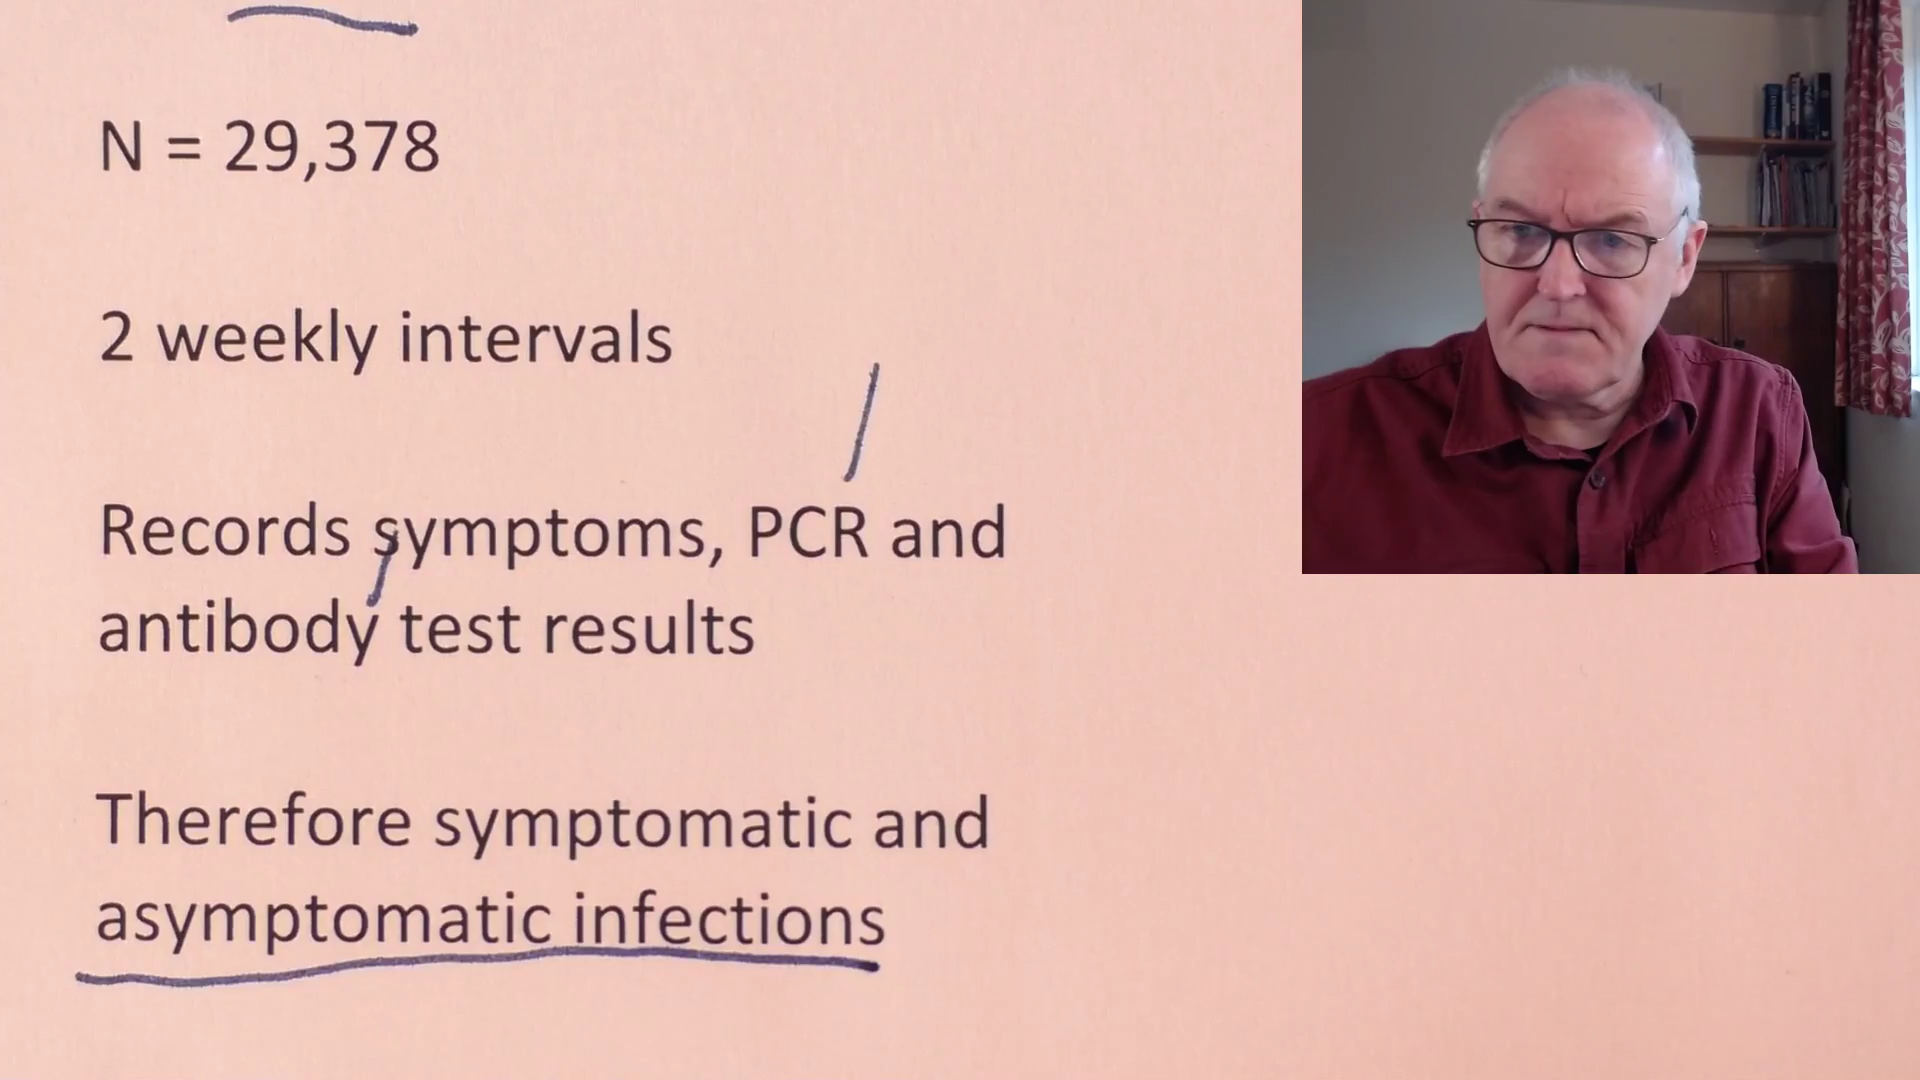 N = 29,378
2 weekly intervals
Records symptoms, PCR and
antibody test results
Therefore symptomatic and
asymptomatic infections